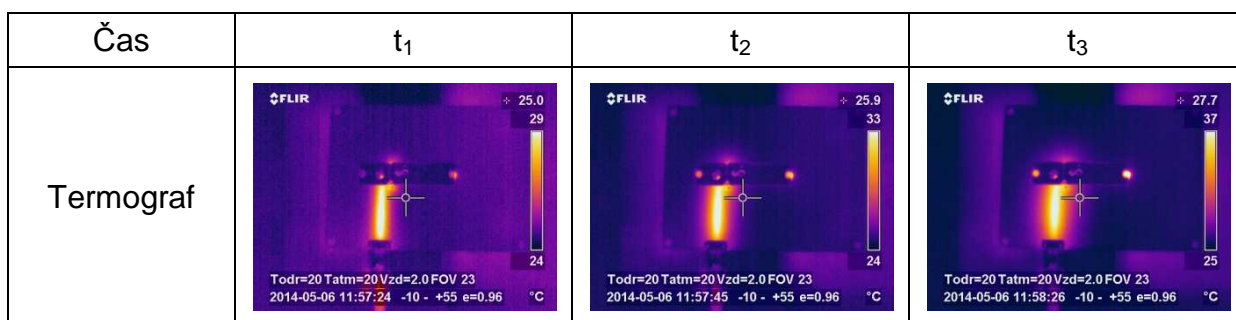 Čas t₁ t₂ t₃
Termograf
FLIR 25.0
29
24
Todr=20 Tatm=20 Vzd=2.0 FOV 23
2014-05-06 11:57:24 -10 - +55 e=0.96 °C
FLIR 25.9
33
24
Todr=20 Tatm=20 Vzd=2.0 FOV 23
2014-05-06 11:57:45 -10 - +55 e=0.96 °C
FLIR 27.7
37
25
Todr=20 Tatm=20 Vzd=2.0 FOV 23
2014-05-06 11:58:26 -10 - +55 e=0.96 °C